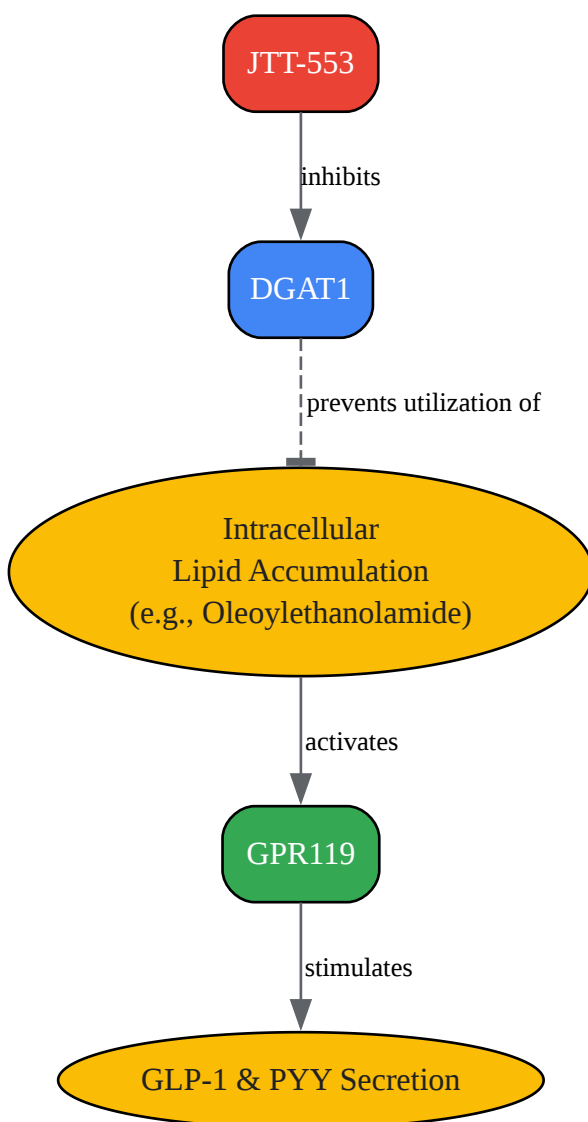 JTT-553
inhibits
DGAT1
prevents utilization of
Intracellular
Lipid Accumulation
(e.g., Oleoylethanolamide)
activates
GPR119
stimulates
GLP-1 & PYY Secretion